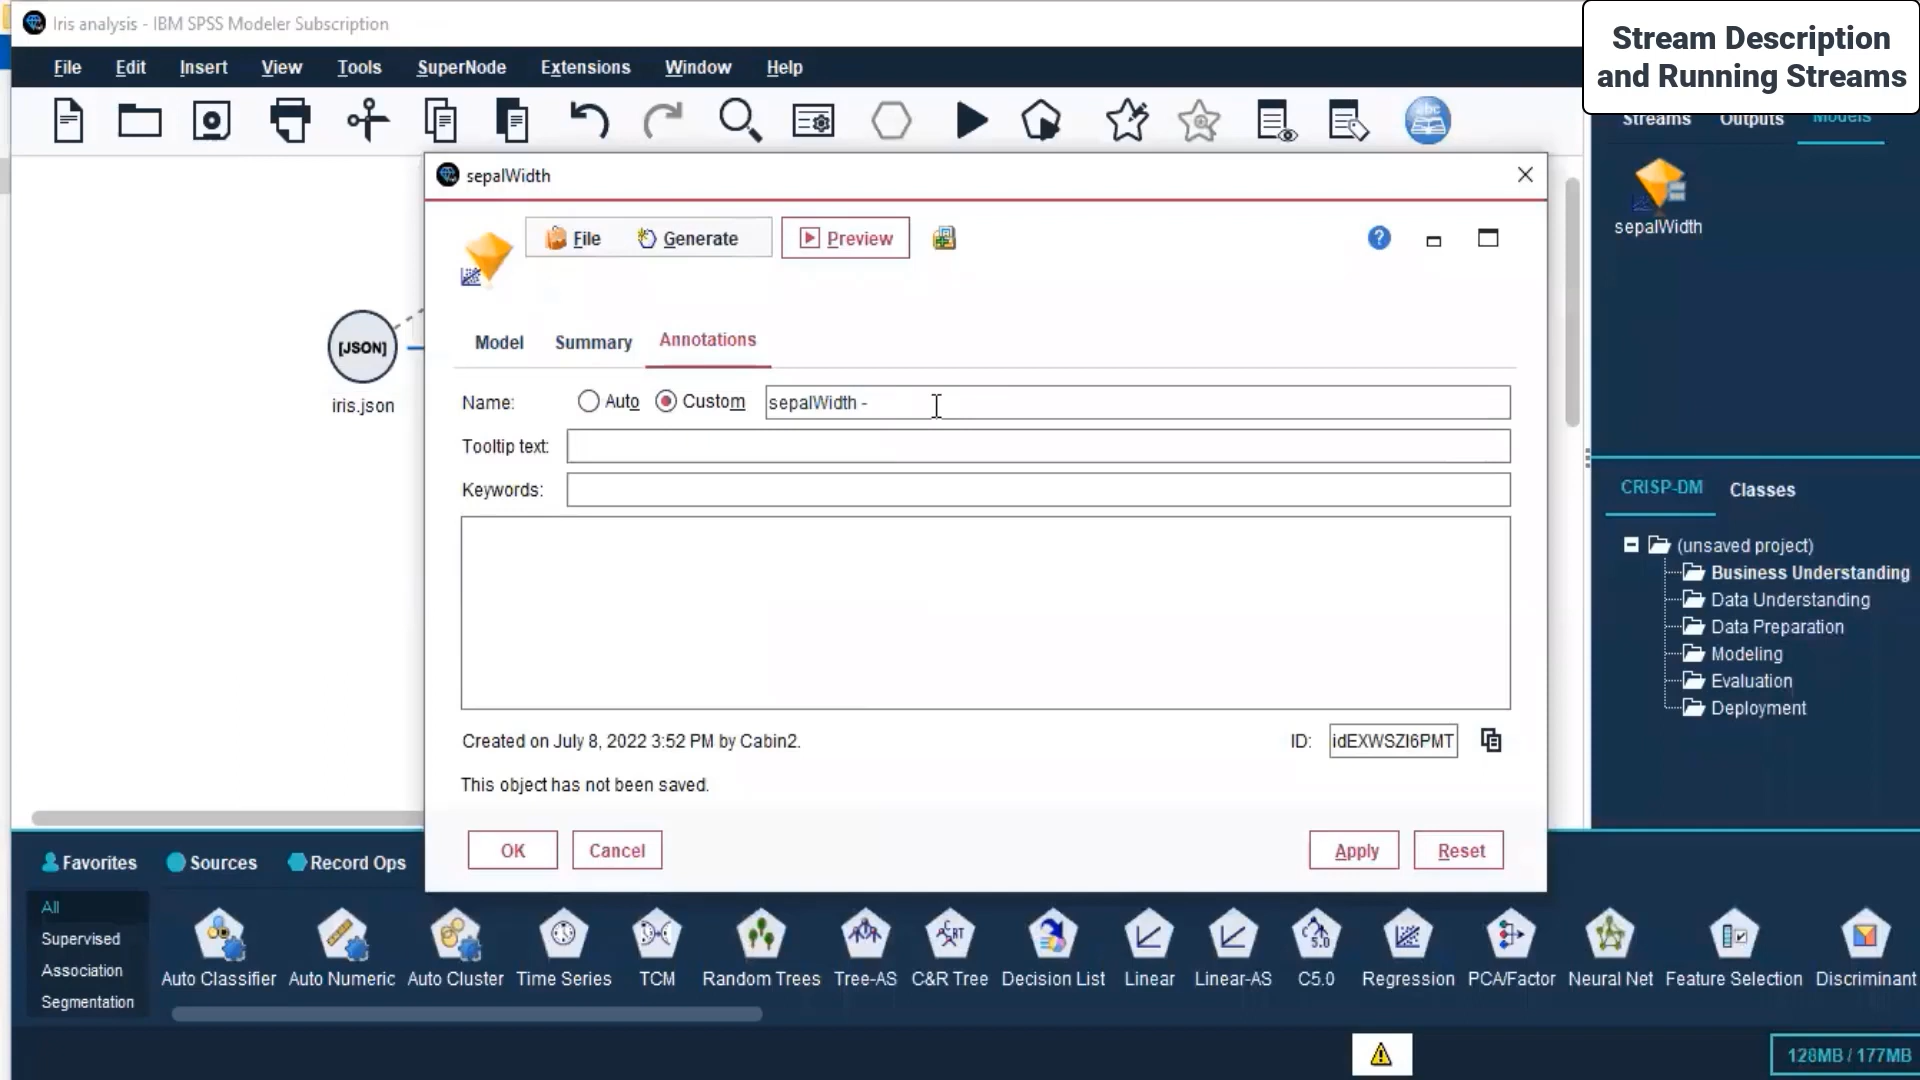 Iris analysis - IBM SPSS Modeler Subscription
Stream Description
and Running Streams
File Edit Insert View Tools SuperNode Extensions Window Help
abc
Streams Outputs Models
sepalWidth
sepalWidth
File Generate Preview ?
Model Summary Annotations
[JSON]
iris.json
Name: Auto Custom sepalWidth -
Tooltip text:
Keywords:
Created on July 8, 2022 3:52 PM by Cabin2.
ID: idEXWSZI6PMT
This object has not been saved.
OK Cancel Apply Reset
CRISP-DM Classes
(unsaved project)
Business Understanding
Data Understanding
Data Preparation
Modeling
Evaluation
Deployment
Favorites Sources Record Ops
All
Supervised
Association
Segmentation
C&RT
C5.0
Auto Classifier Auto Numeric Auto Cluster Time Series TCM Random Trees Tree-AS C&R Tree Decision List Linear Linear-AS C5.0 Regression PCA/Factor Neural Net Feature Selection Discriminant
128MB / 177MB